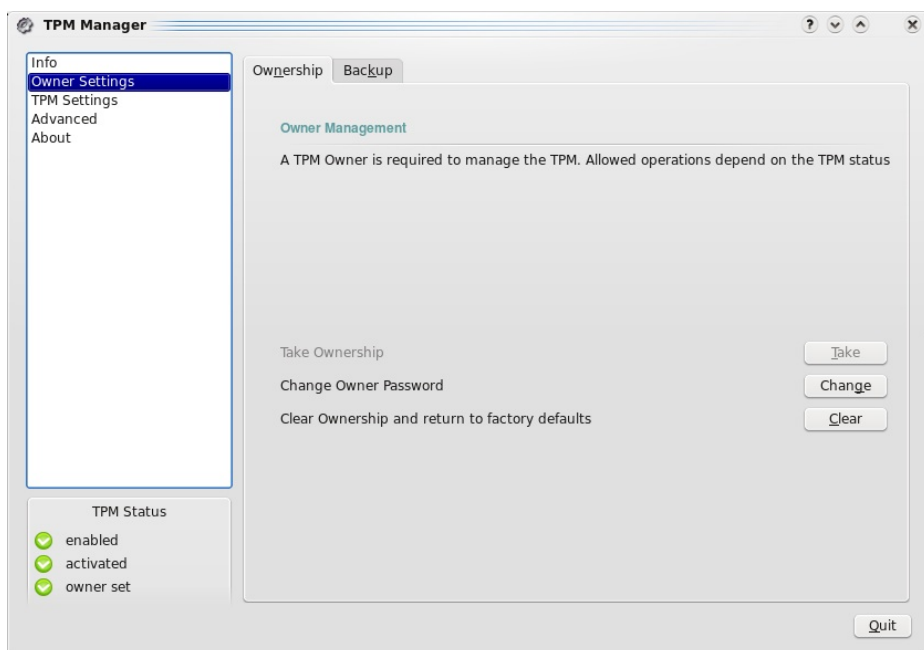 TPM Manager
Info
Owner Settings
TPM Settings
Advanced
About
Ownership
Backup
Owner Management
A TPM Owner is required to manage the TPM. Allowed operations depend on the TPM status
Take Ownership
Take
Change Owner Password
Change
Clear Ownership and return to factory defaults
Clear
TPM Status
enabled
activated
owner set
Quit